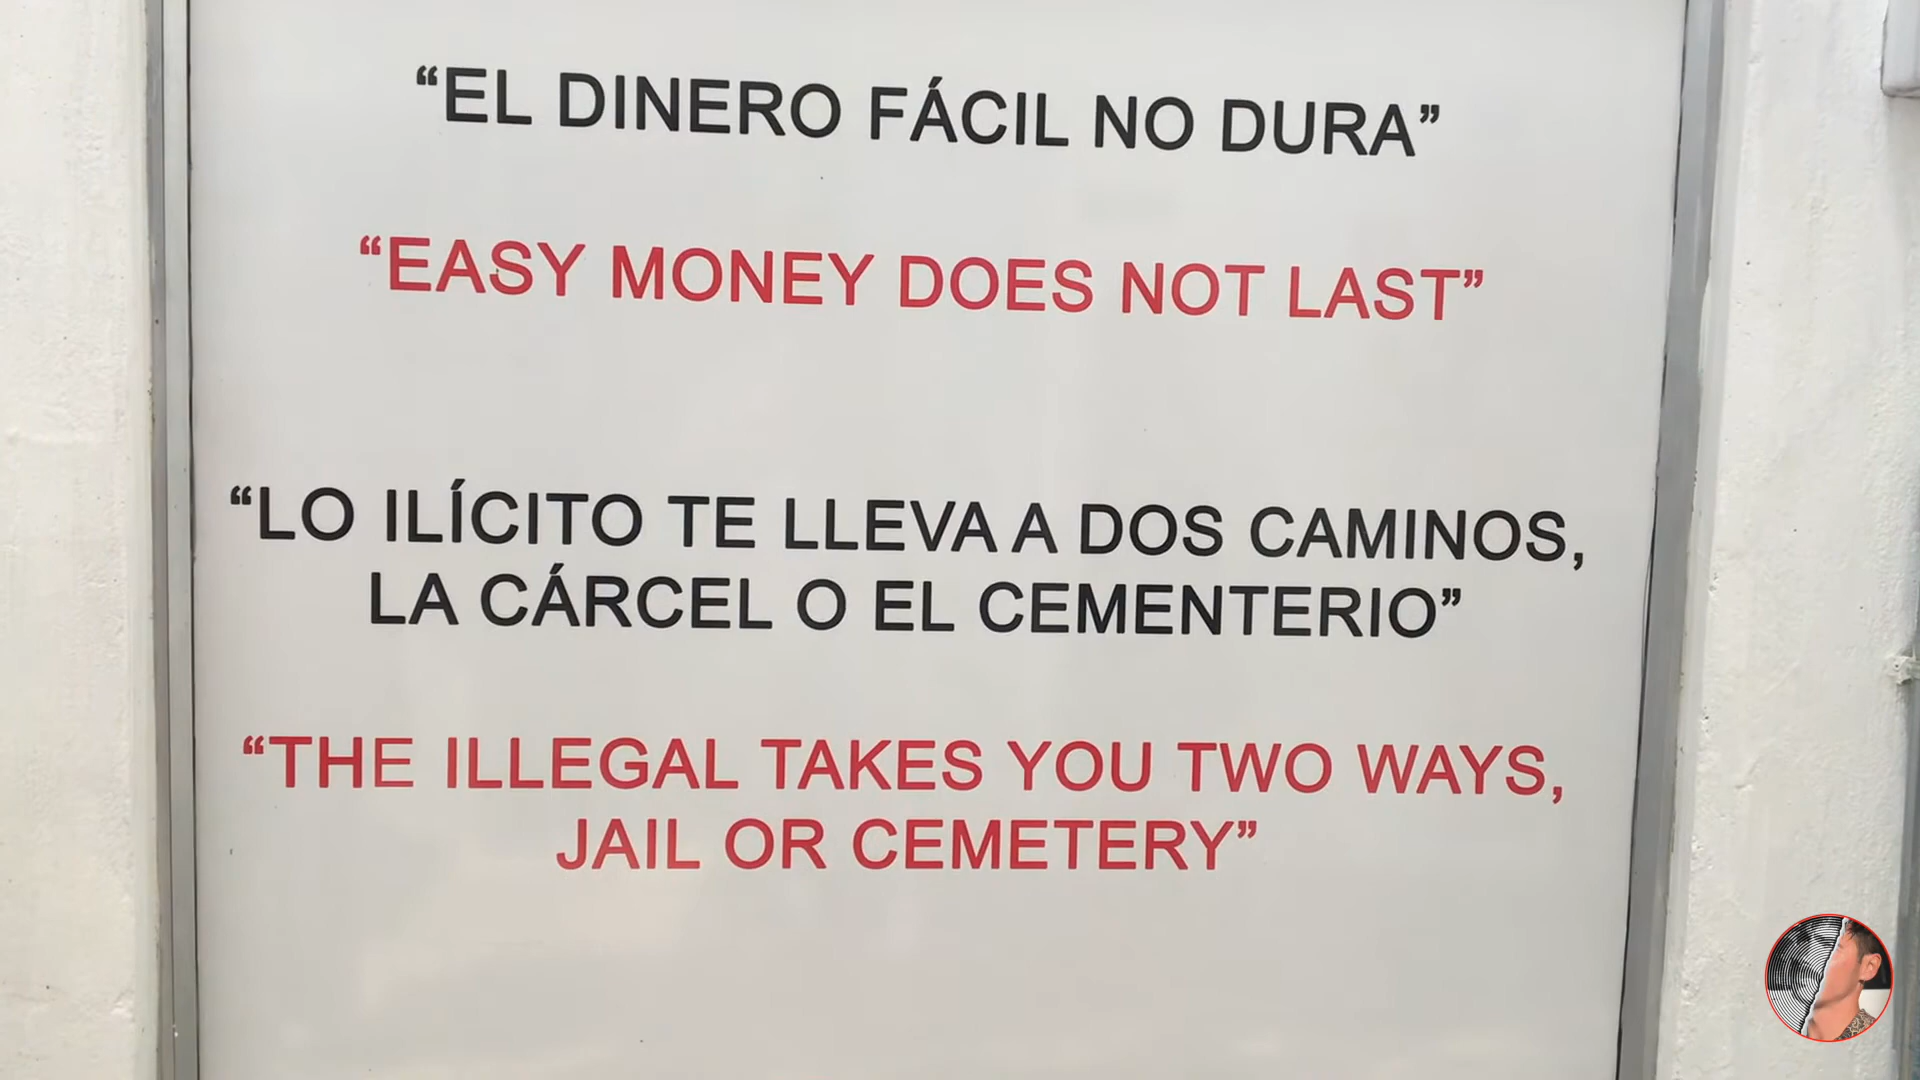 “EL DINERO FÁCIL NO DURA”
“EASY MONEY DOES NOT LAST”
“LO ILÍCITO TE LLEVA A DOS CAMINOS,
LA CÁRCEL O EL CEMENTERIO”
“THE ILLEGAL TAKES YOU TWO WAYS,
JAIL OR CEMETERY”